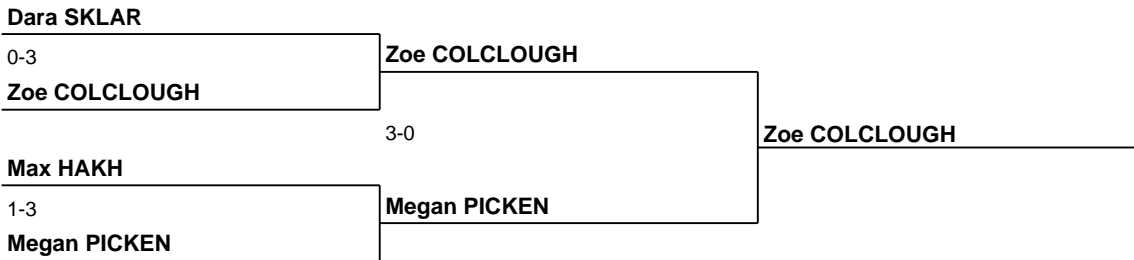 Dara SKLAR
0-3
Zoe COLCLOUGH
Zoe COLCLOUGH
3-0
Zoe COLCLOUGH
Max HAKH
1-3
Megan PICKEN
Megan PICKEN